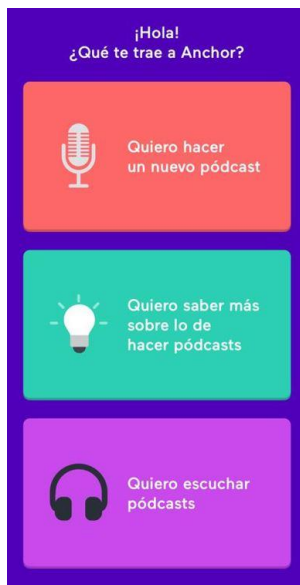 ¡Hola!
¿Qué te trae a Anchor?
Quiero hacer
un nuevo pódcast
Quiero saber más
sobre lo de
hacer pódcasts
Quiero escuchar
pódcasts